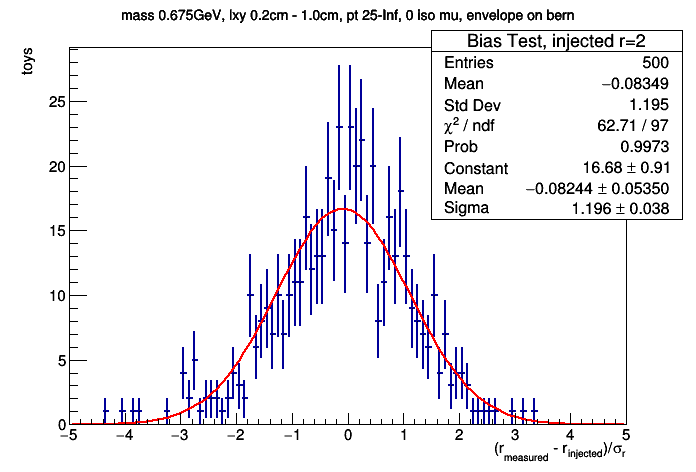 mass 0.675GeV, lxy 0.2cm - 1.0cm, pt 25-Inf, 0 Iso mu, envelope on bern
Bias Test, injected r=2
Entries 500
Mean −0.08349
Std Dev 1.195
χ² / ndf 62.71 / 97
Prob 0.9973
Constant 16.68 ± 0.91
Mean −0.08244 ± 0.05350
Sigma 1.196 ± 0.038
toys
25
20
15
10
5
0
−5 −4 −3 −2 −1 0 1 2 3 4 5
(r_measured - r_injected)/σ_r